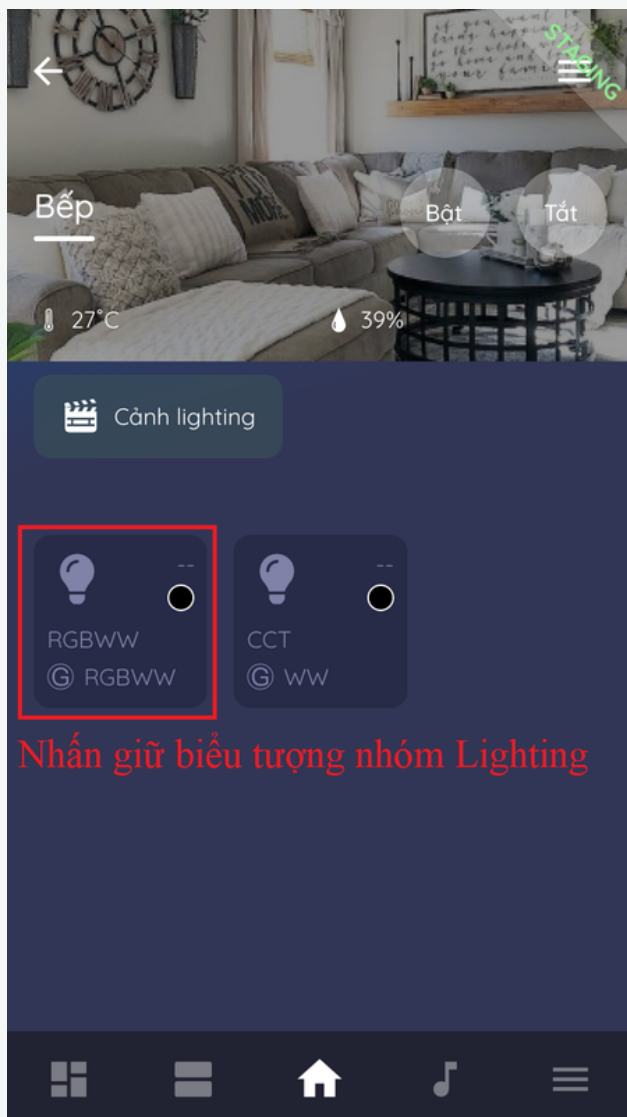 STAGING
Bếp
Bật
Tắt
27°C
39%
Cảnh lighting
--
--
RGBWW
CCT
G RGBWW
G WW
Nhấn giữ biểu tượng nhóm Lighting